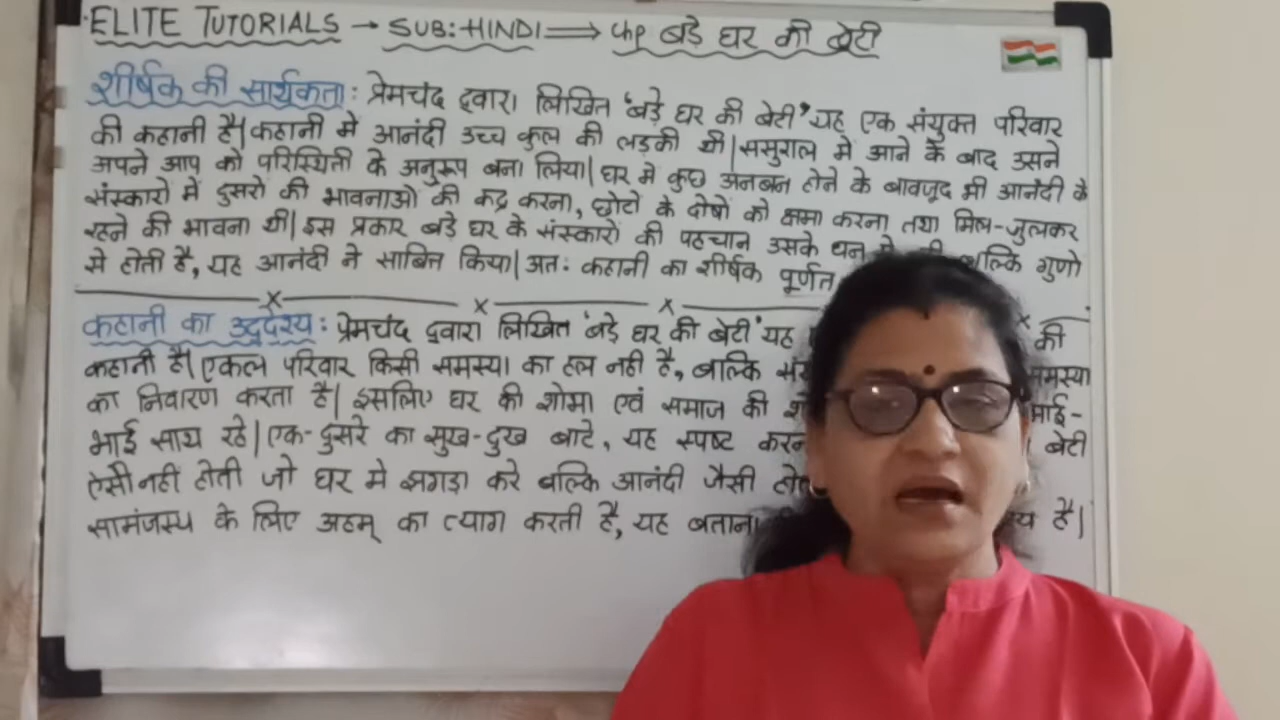 ELITE TUTORIALS → SUB:-HINDI ⟹ Chp बड़े घर की बेटी
शीर्षक की सार्थकता: प्रेमचंद द्वारा लिखित 'बड़े घर की बेटी' यह एक संयुक्त परिवार
की कहानी है| कहानी में आनंदी उच्च कुल की लड़की थी| ससुराल में आने के बाद उसने
अपने आप को परिस्थिती के अनुरूप बना लिया| घर मे कुछ अनबन होने के बावजूद भी आनंदी के
संस्कारो में दुसरो की भावनाओ की कद्र करना, छोटो के दोषो को क्षमा करना तथा मिल-जुलकर
रहने की भावना थी| इस प्रकार बड़े घर के संस्कारो की पहचान उसके धन बल्कि गुणो
से होती है, यह आनंदी ने साबित किया| अत: कहानी का शीर्षक पूर्णत
कहानी का उद्देश्य: प्रेमचंद द्वारा लिखित 'बड़े घर की बेटी' यह की
कहानी है| एकल परिवार किसी समस्या का हल नही है, बल्कि समस्या
का निवारण करता है| इसलिए घर की शोभा एवं समाज की भाई-
भाई साथ रहे| एक-दुसरे का सुख-दुख बाटे, यह स्पष्ट बेटी
ऐसी नही होती जो घर मे झगड़ा करे बल्कि आनंदी जैसी
सामंजस्य के लिए अहम् का त्याग करती है, यह बताना है|